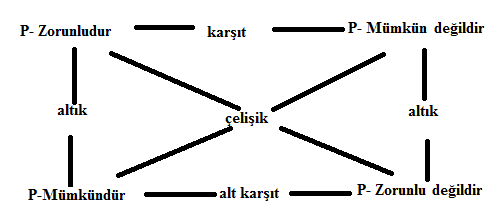 P- Zorunludur karşıt P- Mümkün değildir
altık altık
çelişik
P-Mümkündür alt karşıt P- Zorunlu değildir